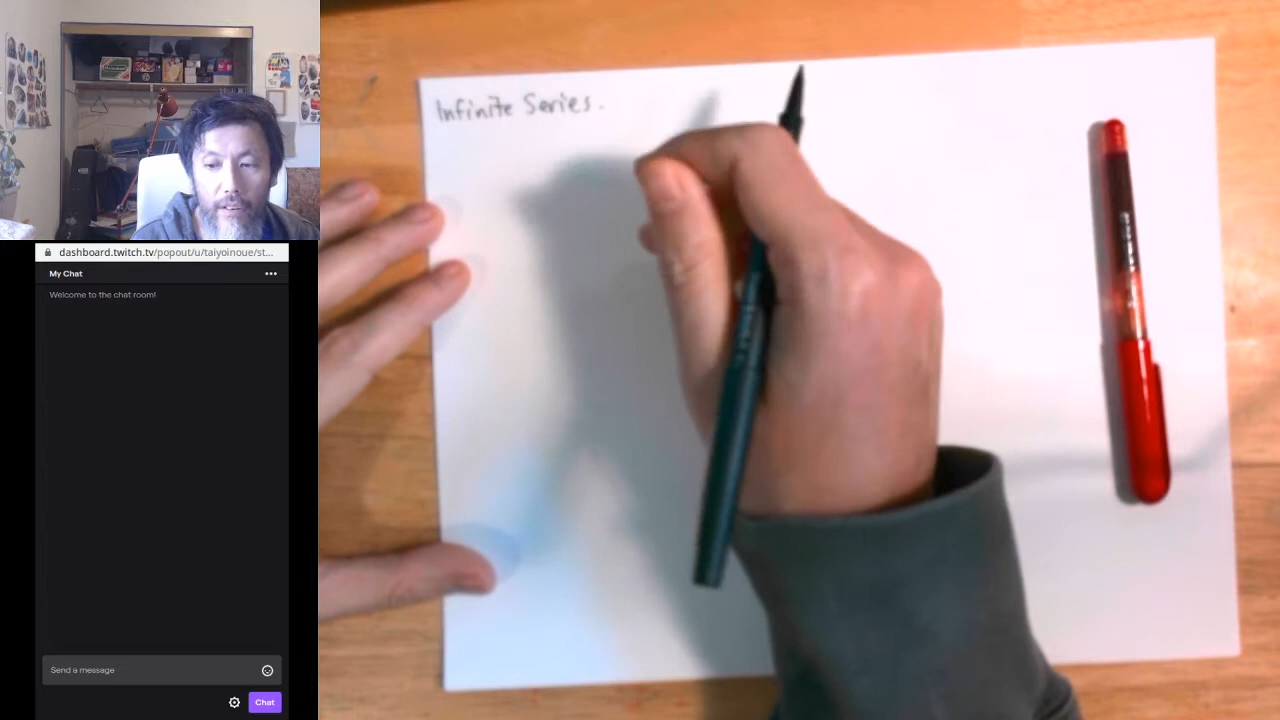 Infinite Series.
dashboard.twitch.tv/popout/u/taiyoinoue/st...
My Chat
Welcome to the chat room!
Send a message
Chat